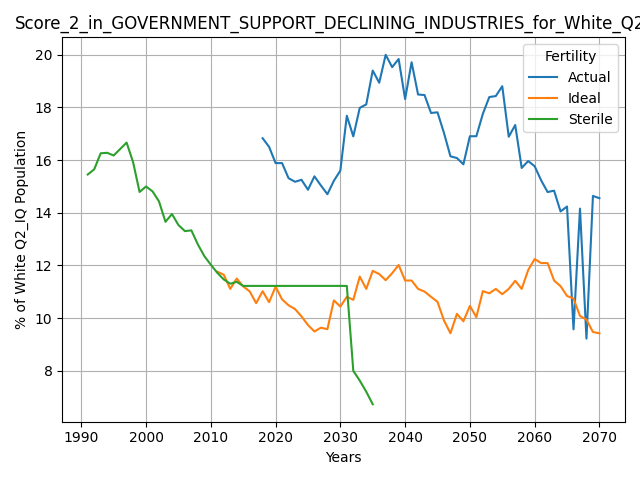 Score_2_in_GOVERNMENT_SUPPORT_DECLINING_INDUSTRIES_for_White_Q2
Fertility
Actual
Ideal
Sterile
% of White Q2_IQ Population
20
18
16
14
12
10
8
1990 2000 2010 2020 2030 2040 2050 2060 2070
Years